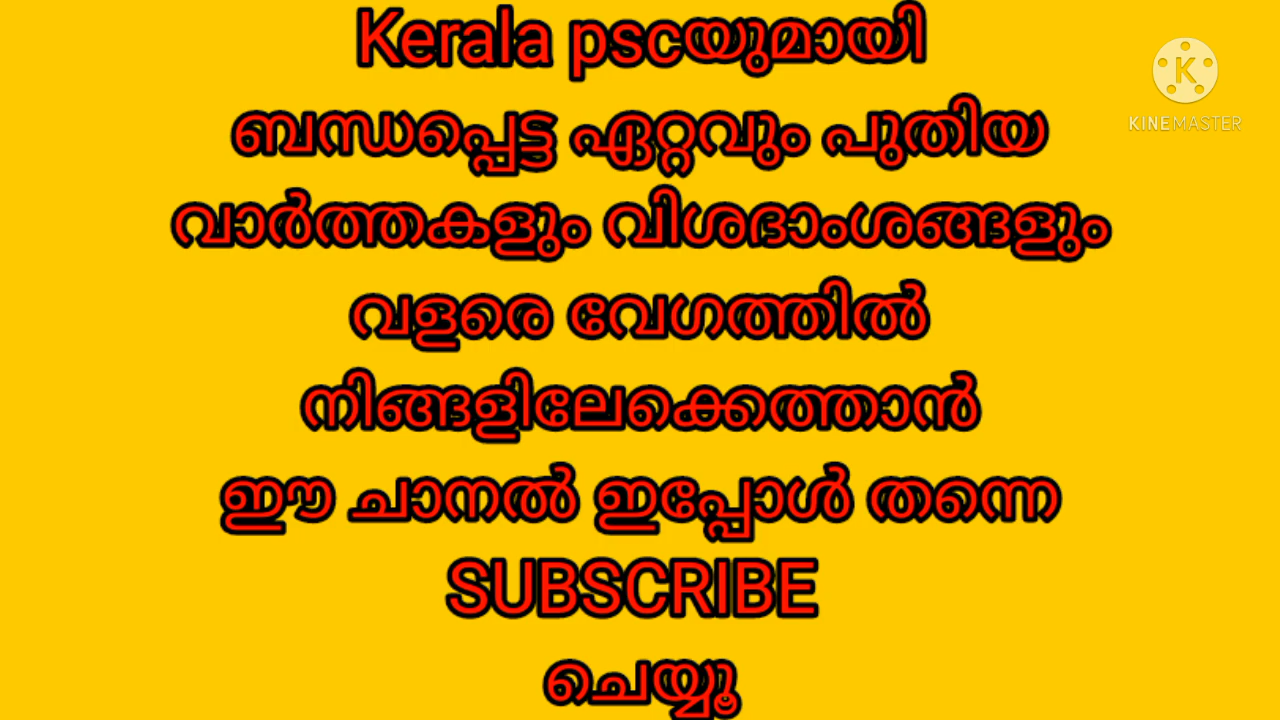 Kerala pscയുമായി
ബന്ധപ്പെട്ട ഏറ്റവും പുതിയ
വാർത്തകളും വിശദാംശങ്ങളും
വളരെ വേഗത്തിൽ
നിങ്ങളിലേക്കെത്താൻ
ഈ ചാനൽ ഇപ്പോൾ തന്നെ
SUBSCRIBE
ചെയ്യൂ
K
KINEMASTER